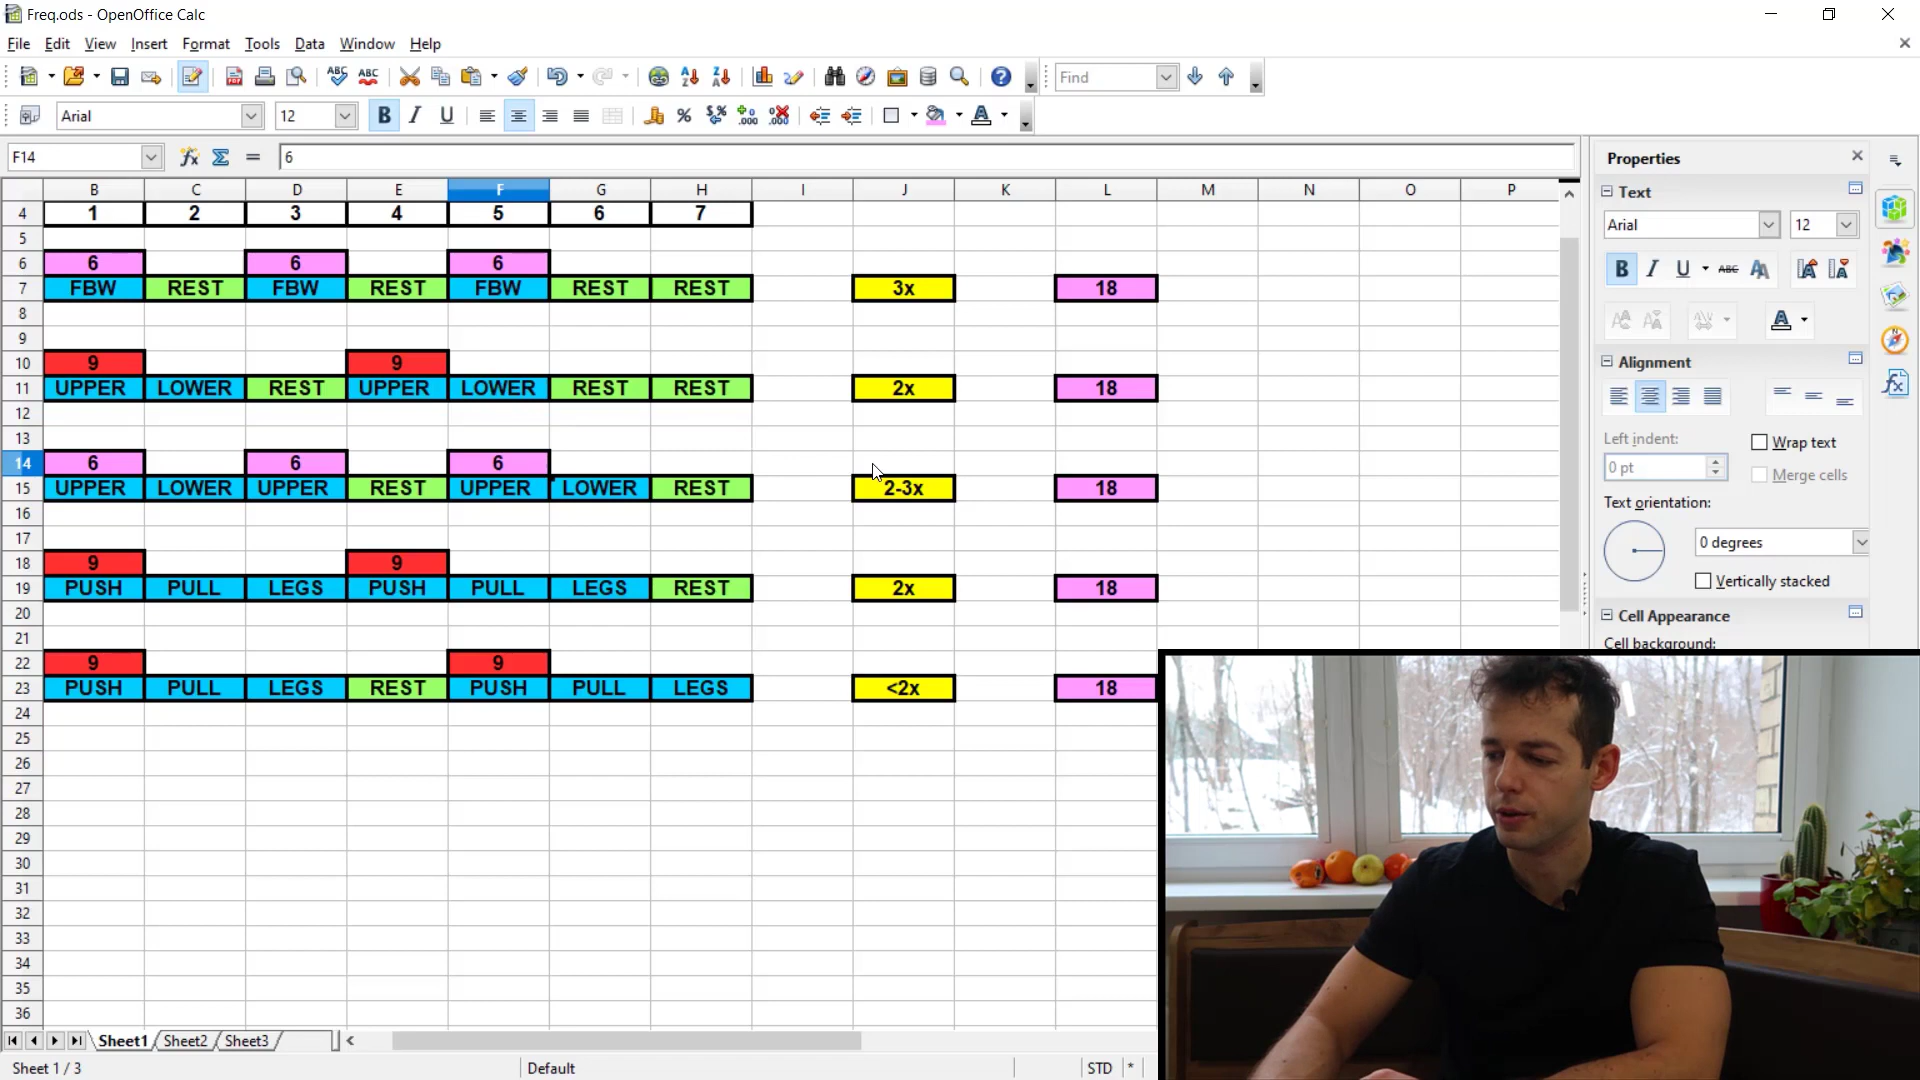 Freq.ods - OpenOffice Calc
File Edit View Insert Format Tools Data Window Help
Find
Arial 12
F14 6
B C D E F G H I J K L M N O P
4 1 2 3 4 5 6 7
5
6 6 6 6
7 FBW REST FBW REST FBW REST REST 3x 18
8
9
10 9 9
11 UPPER LOWER REST UPPER LOWER REST REST 2x 18
12
13
14 6 6 6
15 UPPER LOWER UPPER REST UPPER LOWER REST 2-3x 18
16
17
18 9 9
19 PUSH PULL LEGS PUSH PULL LEGS REST 2x 18
20
21
22 9 9
23 PUSH PULL LEGS REST PUSH PULL LEGS <2x 18
24
25
26
27
28
29
30
31
32
33
34
35
36
Sheet1 Sheet2 Sheet3
Sheet 1 / 3 Default STD *
Properties
Text
Arial 12
Alignment
Left indent:
Wrap text
0 pt
Merge cells
Text orientation:
0 degrees
Vertically stacked
Cell Appearance
Cell background: